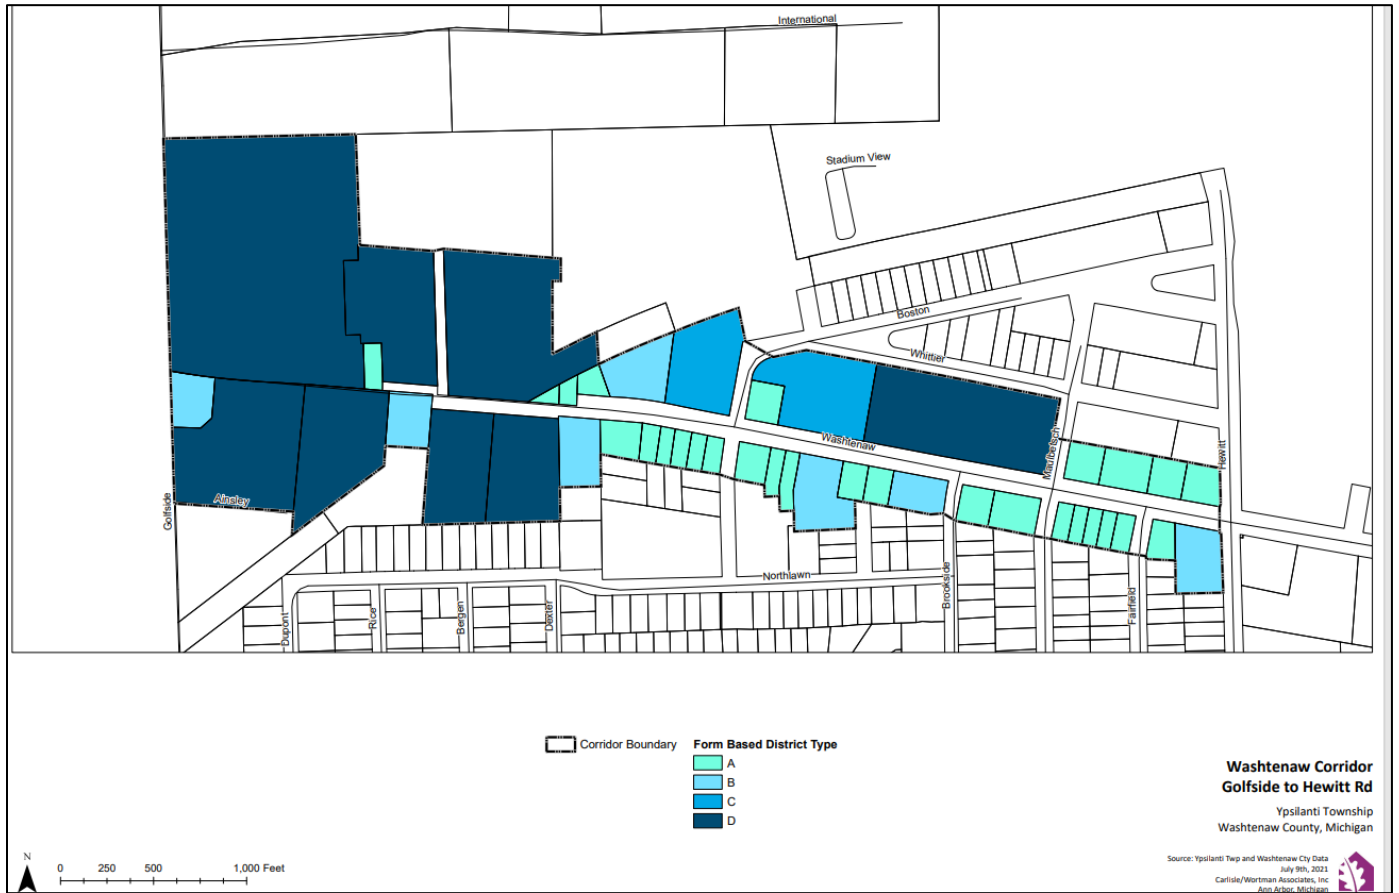 International
Stadium View
Boston
Whittier
Washtenaw
Maulbetsch
Hewitt
Golfside
Ainsley
Northlawn
Brookside
Fairfield
Dupont
Rice
Bergen
Dexter
Corridor Boundary
Form Based District Type
A
B
C
D
Washtenaw Corridor
Golfside to Hewitt Rd
Ypsilanti Township
Washtenaw County, Michigan
N
0 250 500 1,000 Feet
Source: Ypsilanti Twp and Washtenaw Cty Data
July 9th, 2021
Carlisle/Wortman Associates, Inc
Ann Arbor, Michigan